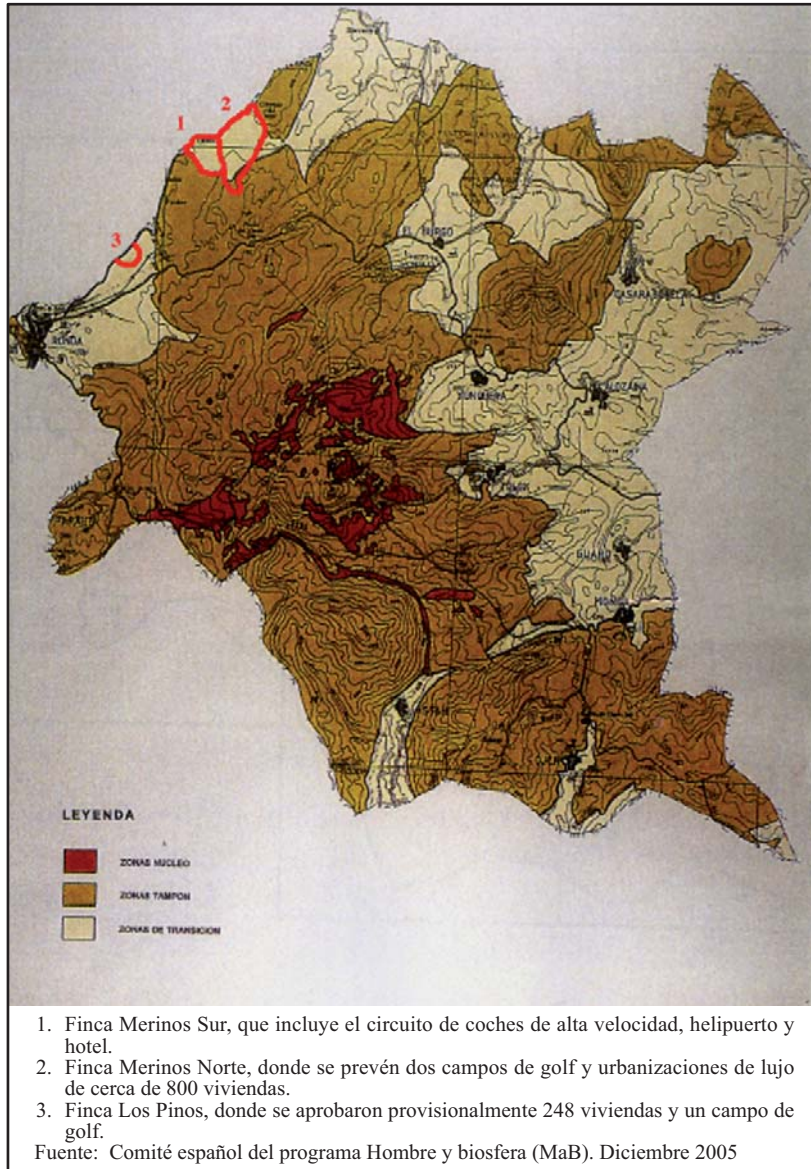 1
2
3
EL BURGO
RONDA
ALOZAINA
GUARO
OJEN
LEYENDA
ZONAS NUCLEO
ZONAS TAMPON
ZONAS DE TRANSICION
1. Finca Merinos Sur, que incluye el circuito de coches de alta velocidad, helipuerto y
hotel.
2. Finca Merinos Norte, donde se prevén dos campos de golf y urbanizaciones de lujo
de cerca de 800 viviendas.
3. Finca Los Pinos, donde se aprobaron provisionalmente 248 viviendas y un campo de
golf.
Fuente: Comité español del programa Hombre y biosfera (MaB). Diciembre 2005